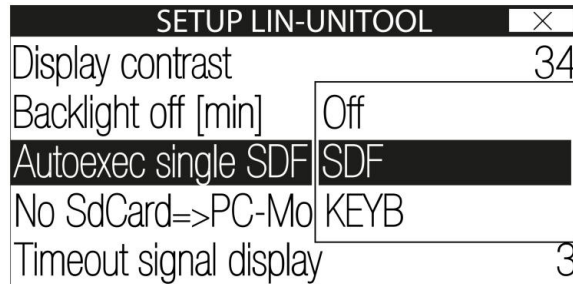 SETUP LIN-UNITOOL
Display contrast 34
Backlight off [min] Off
Autoexec single SDF SDF
No SdCard=>PC-Mo KEYB
Timeout signal display 3